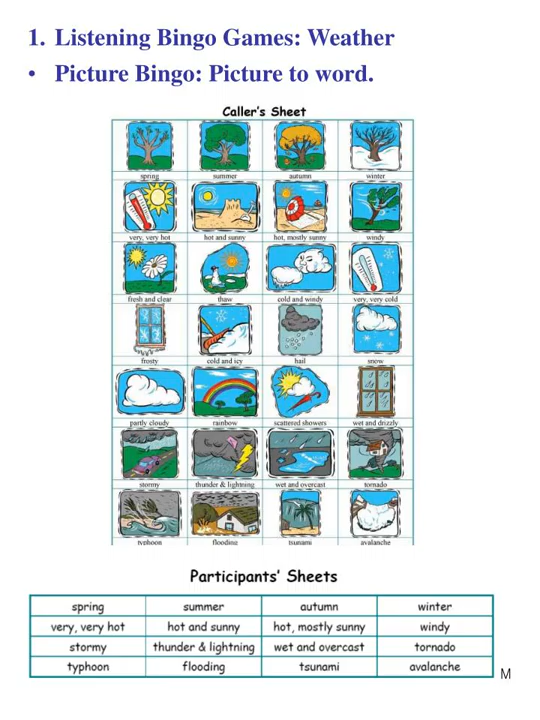 1. Listening Bingo Games: Weather
• Picture Bingo: Picture to word.
Caller's Sheet
spring summer autumn winter
very, very hot hot and sunny hot, mostly sunny windy
fresh and clear thaw cold and windy very, very cold
frosty cold and icy hail snow
partly cloudy rainbow scattered showers wet and drizzly
stormy thunder & lightning wet and overcast tornado
typhoon flooding tsunami avalanche
Participants' Sheets
spring summer autumn winter
very, very hot hot and sunny hot, mostly sunny windy
stormy thunder & lightning wet and overcast tornado
typhoon flooding tsunami avalanche
M